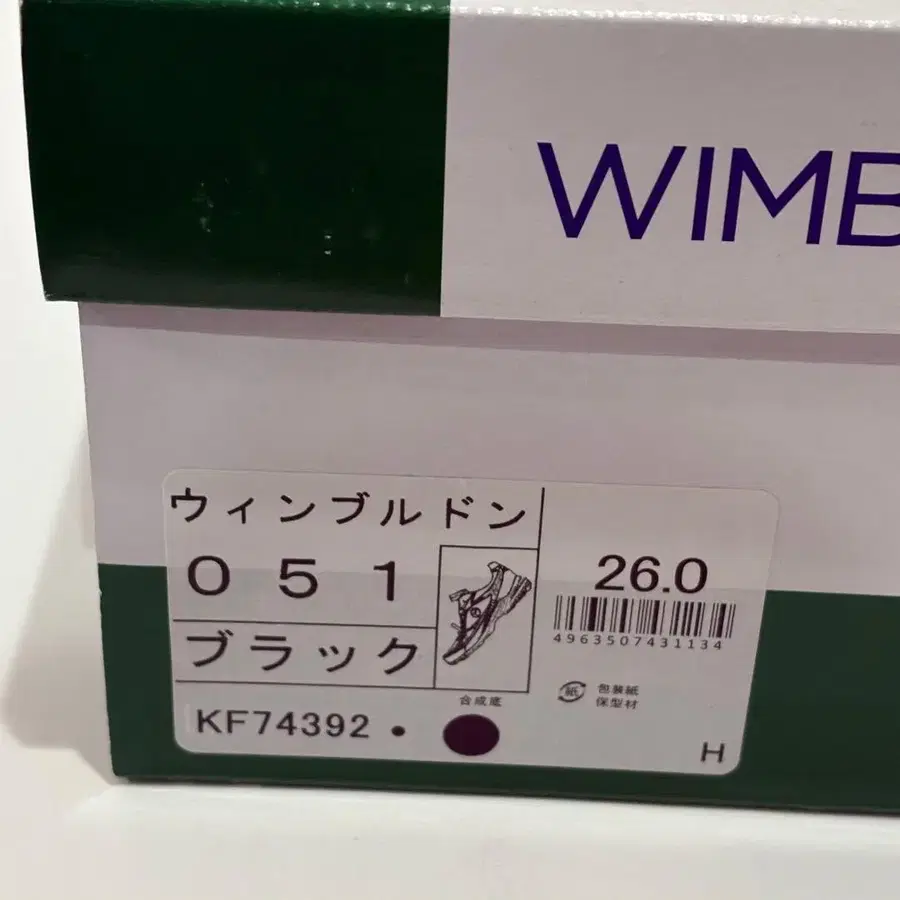 WIMB
ウィンブルドン
051
ブラック
KF74392 •
26.0
4963507431134
合成底
紙
包装紙
保型材
H